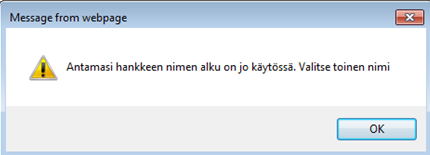 Message from webpage
Antamasi hankkeen nimen alku on jo käytössä. Valitse toinen nimi
OK